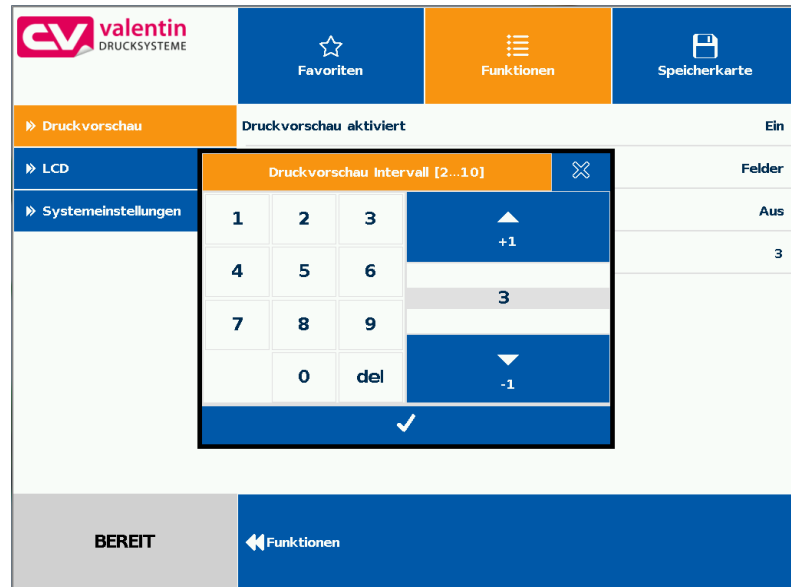 valentin
DRUCKSYSTEME
Favoriten
Funktionen
Speicherkarte
Druckvorschau
Druckvorschau aktiviert
Ein
LCD
Felder
Systemeinstellungen
Aus
3
Druckvorschau Intervall [2...10]
1 2 3
+1
4 5 6
3
7 8 9
0 del
-1
BEREIT
Funktionen